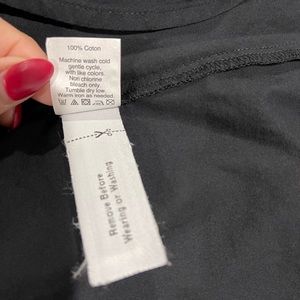 100% Coton
Machine wash cold
gentle cycle,
with like colors.
Non chlorine
bleach only.
Tumble dry low.
Warm iron as needed.
Remove Before
Wearing or Washing